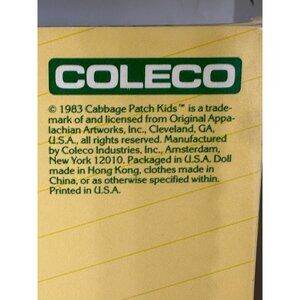 COLECO
© 1983 Cabbage Patch Kids™ is a trade-
mark of and licensed from Original Appa-
lachian Artworks, Inc., Cleveland, GA,
U.S.A., all rights reserved. Manufactured
by Coleco Industries, Inc., Amsterdam,
New York 12010. Packaged in U.S.A. Doll
made in Hong Kong, clothes made in
China, or as otherwise specified within.
Printed in U.S.A.